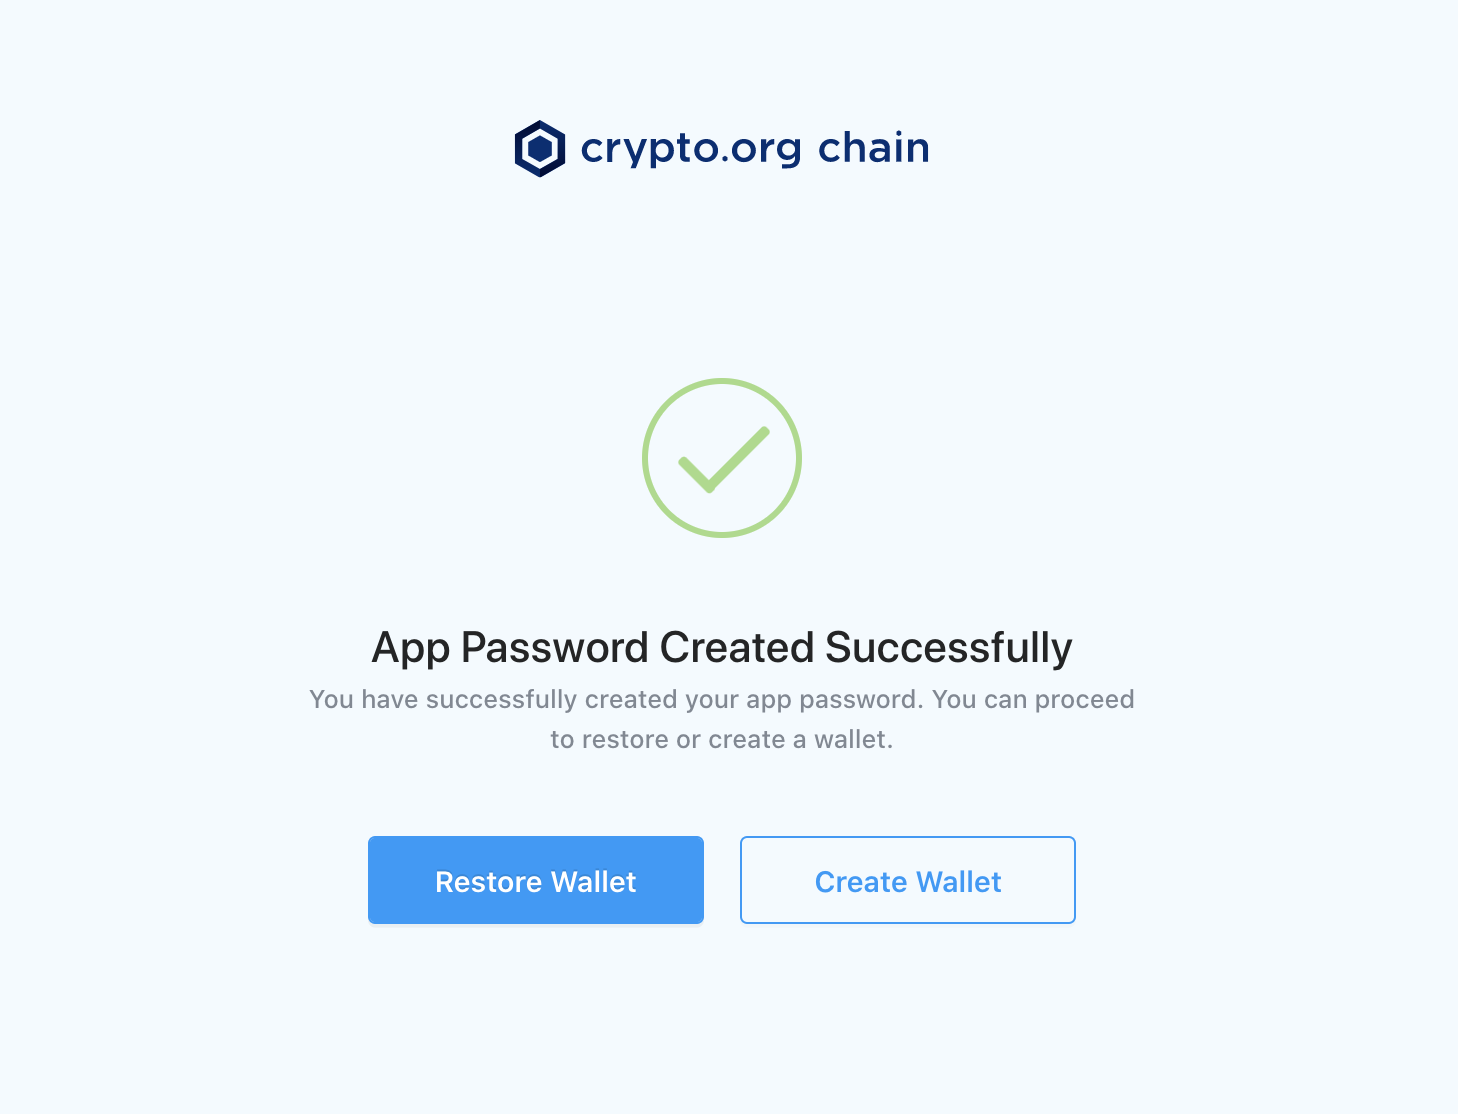 crypto.org chain
App Password Created Successfully
You have successfully created your app password. You can proceed
to restore or create a wallet.
Restore Wallet
Create Wallet